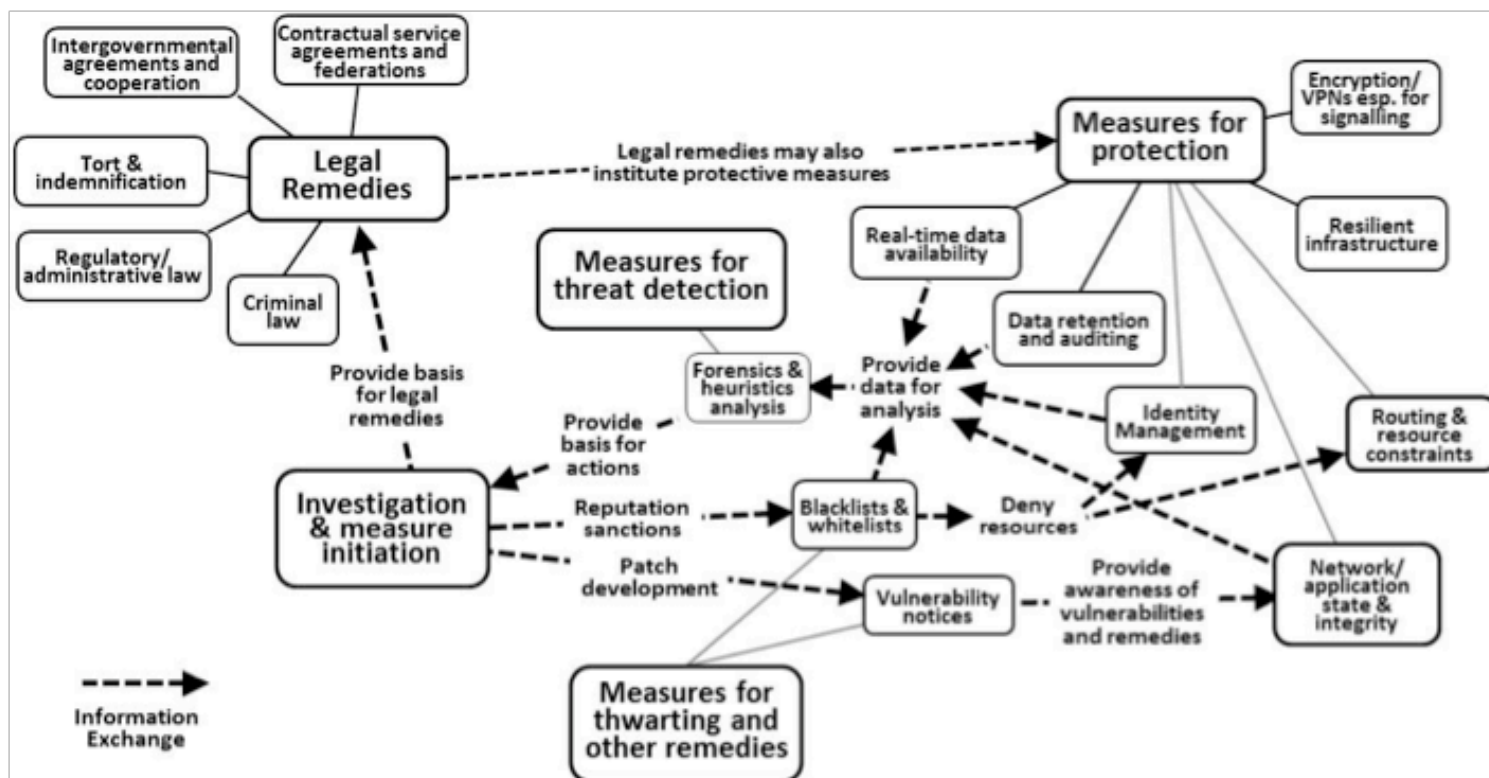 Intergovernmental
agreements and
cooperation
Contractual service
agreements and
federations
Tort &
indemnification
Legal
Remedies
Regulatory/
administrative law
Criminal
law
Legal remedies may also
institute protective measures
Measures for
protection
Encryption/
VPNs esp. for
signalling
Resilient
infrastructure
Real-time data
availability
Data retention
and auditing
Measures for
threat detection
Forensics &
heuristics
analysis
Provide
data for
analysis
Identity
Management
Routing &
resource
constraints
Provide basis
for legal
remedies
Provide
basis for
actions
Investigation
& measure
initiation
Reputation
sanctions
Blacklists &
whitelists
Deny
resources
Patch
development
Vulnerability
notices
Provide
awareness of
vulnerabilities
and remedies
Network/
application
state &
integrity
Measures for
thwarting and
other remedies
Information
Exchange